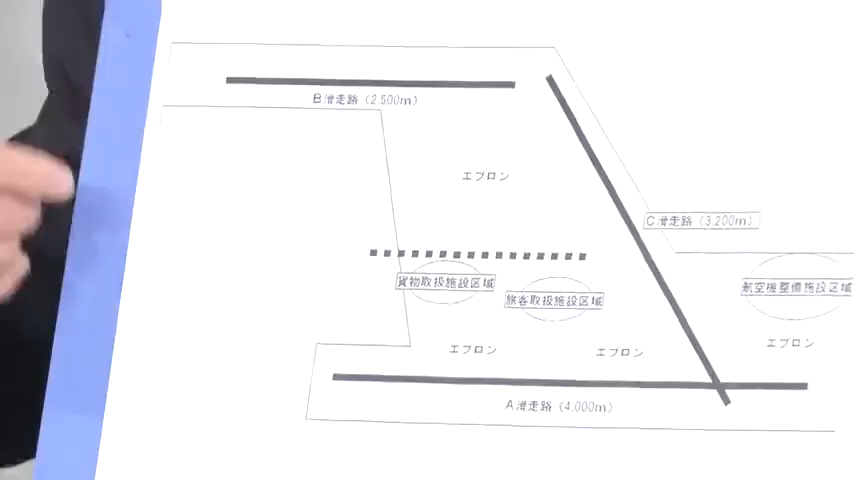 B滑走路（2,500m）
エプロン
C滑走路（3,200m）
貨物取扱施設区域
旅客取扱施設区域
航空機整備施設区域
エプロン
エプロン
エプロン
A滑走路（4,000m）